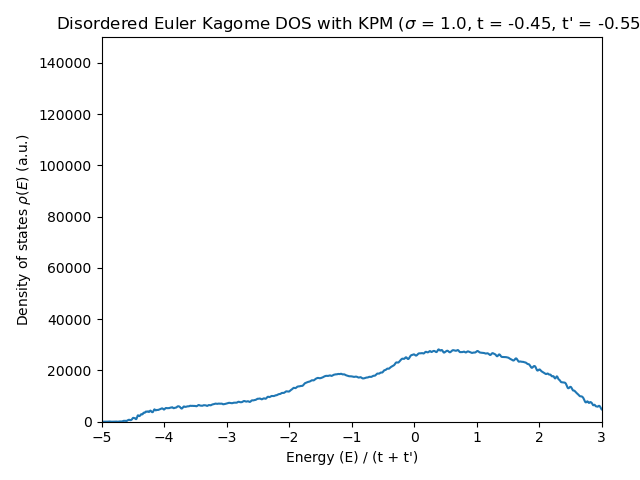 Disordered Euler Kagome DOS with KPM (σ = 1.0, t = -0.45, t' = -0.55
140000
120000
100000
80000
60000
40000
20000
0
Density of states ρ(E) (a.u.)
−5 −4 −3 −2 −1 0 1 2 3
Energy (E) / (t + t')